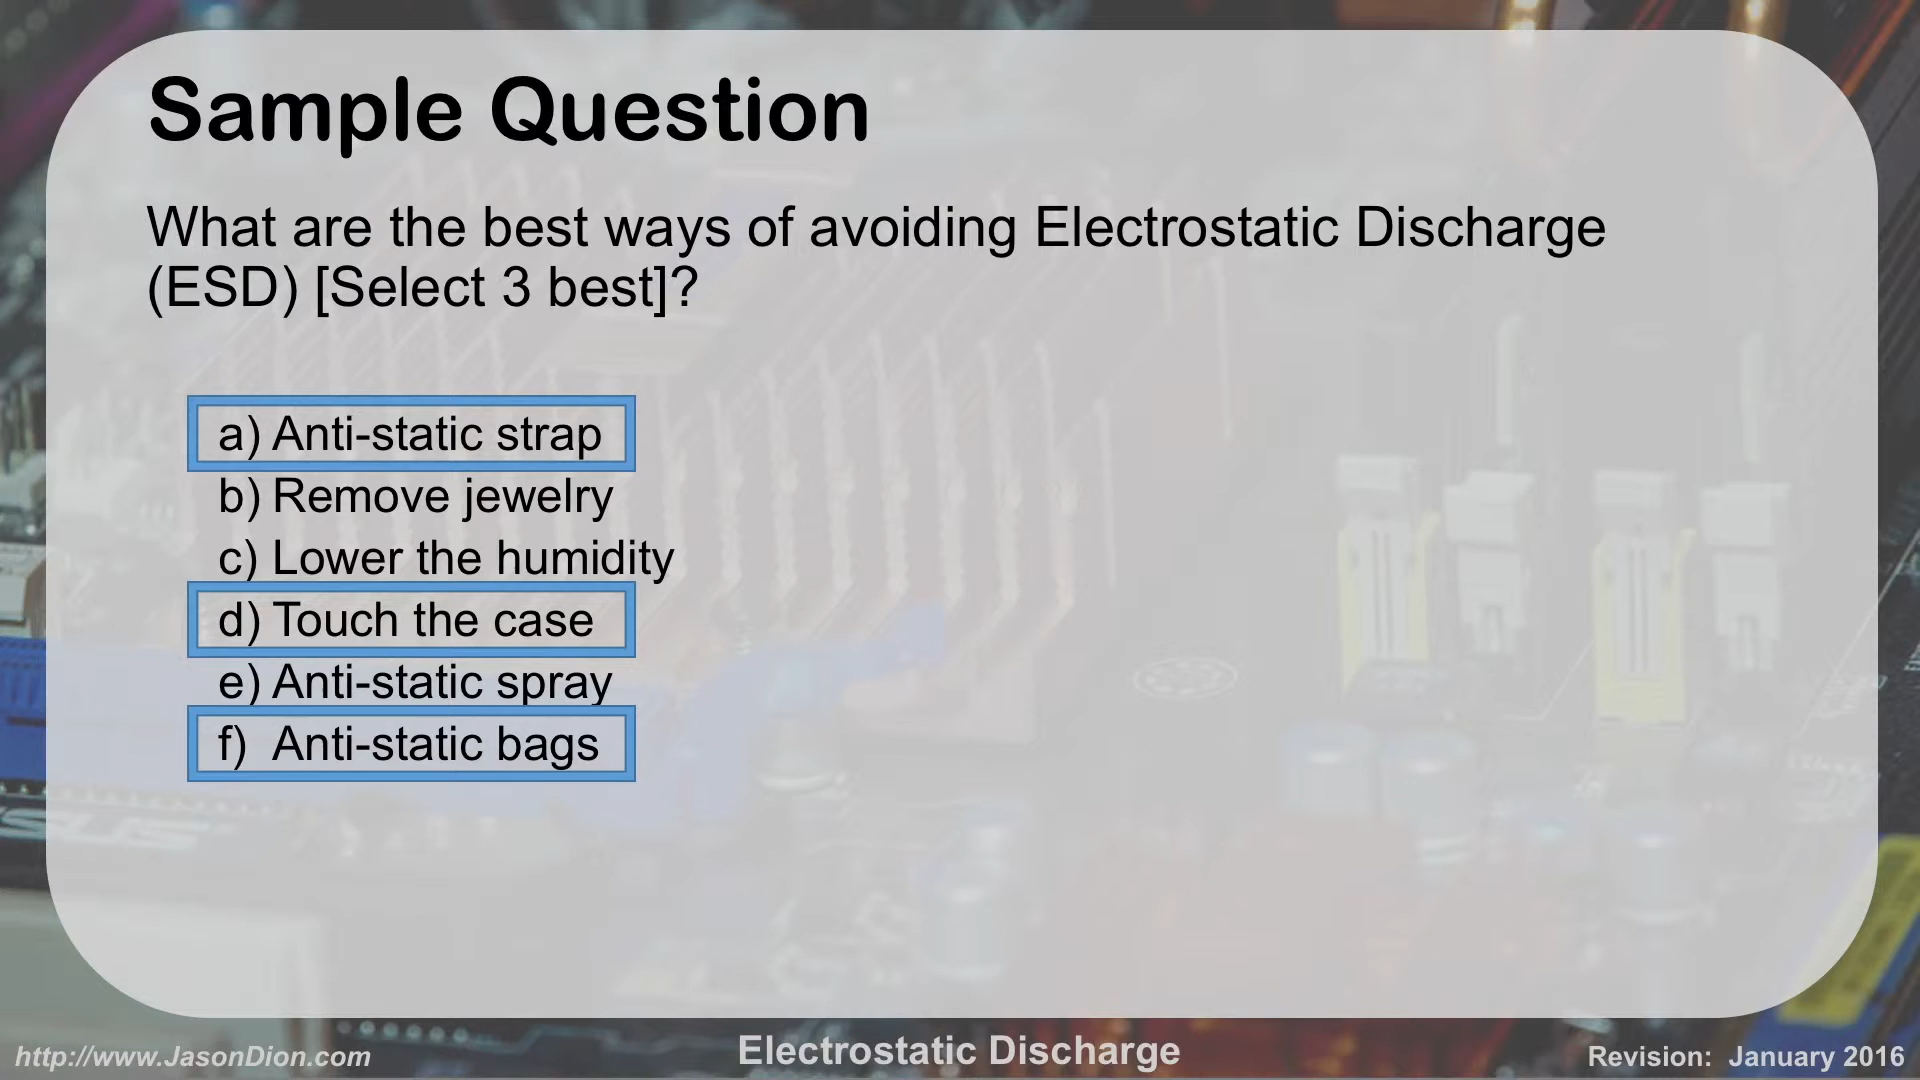 Sample Question
What are the best ways of avoiding Electrostatic Discharge
(ESD) [Select 3 best]?
a) Anti-static strap
b) Remove jewelry
c) Lower the humidity
d) Touch the case
e) Anti-static spray
f) Anti-static bags
http://www.JasonDion.com
Electrostatic Discharge
Revision: January 2016